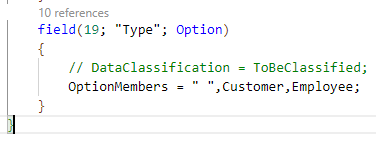 10 references
field(19; "Type"; Option)
{
// DataClassification = ToBeClassified;
OptionMembers = " ",Customer,Employee;
}
}